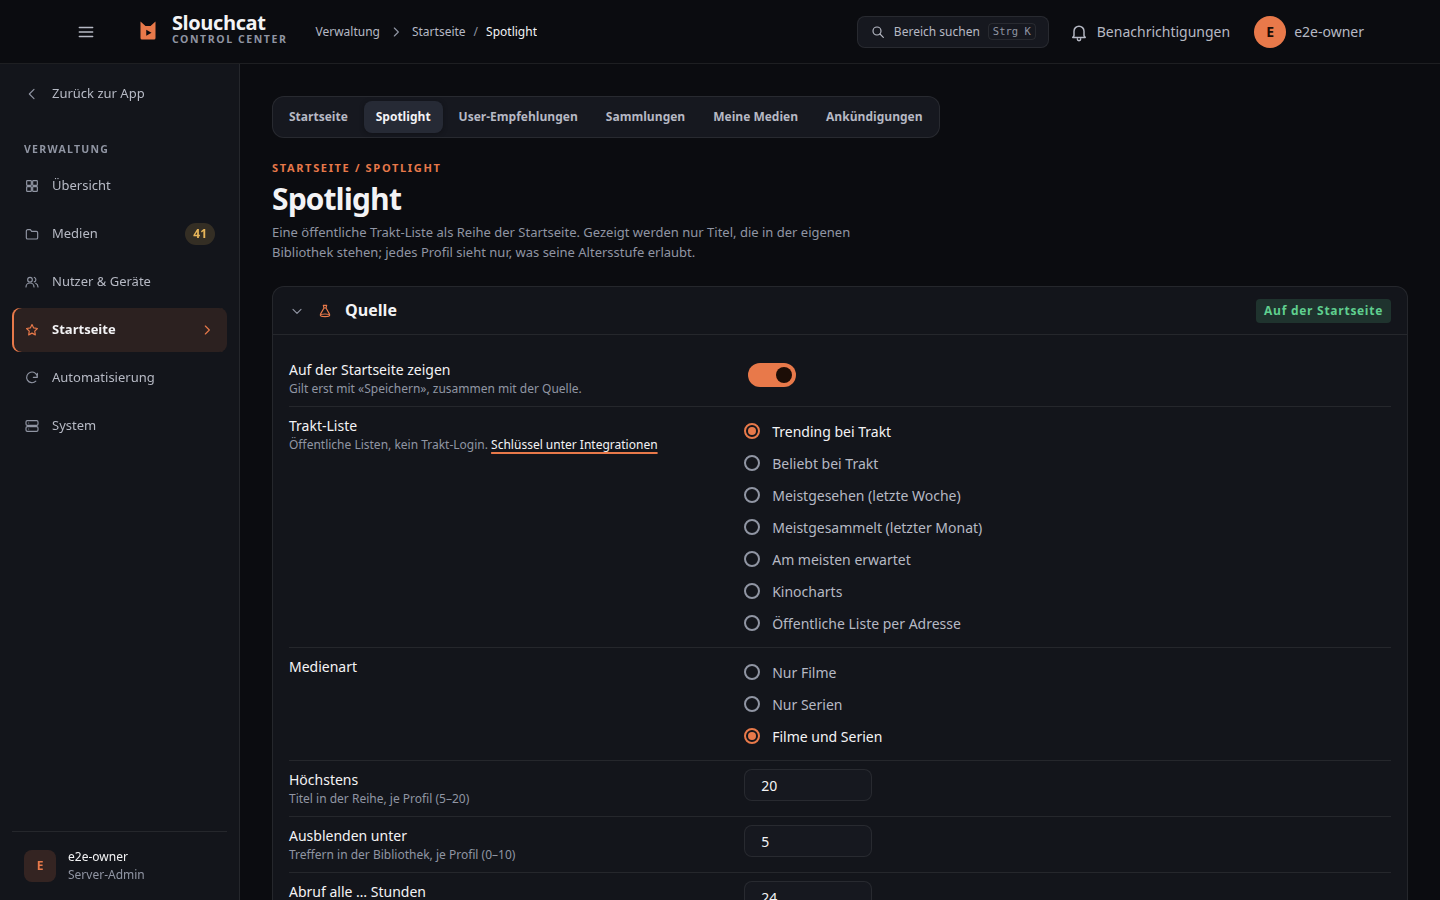 Slouchcat
CONTROL CENTER
Verwaltung
Startseite / Spotlight
Bereich suchen Strg K
Benachrichtigungen
E e2e-owner
Zurück zur App
VERWALTUNG
Übersicht
Medien 41
Nutzer & Geräte
Startseite
Automatisierung
System
E
e2e-owner
Server-Admin
Startseite Spotlight User-Empfehlungen Sammlungen Meine Medien Ankündigungen
STARTSEITE / SPOTLIGHT
Spotlight
Eine öffentliche Trakt-Liste als Reihe der Startseite. Gezeigt werden nur Titel, die in der eigenen
Bibliothek stehen; jedes Profil sieht nur, was seine Altersstufe erlaubt.
Quelle Auf der Startseite
Auf der Startseite zeigen
Gilt erst mit «Speichern», zusammen mit der Quelle.
Trakt-Liste
Öffentliche Listen, kein Trakt-Login. Schlüssel unter Integrationen
Trending bei Trakt
Beliebt bei Trakt
Meistgesehen (letzte Woche)
Meistgesammelt (letzter Monat)
Am meisten erwartet
Kinocharts
Öffentliche Liste per Adresse
Medienart
Nur Filme
Nur Serien
Filme und Serien
Höchstens
Titel in der Reihe, je Profil (5–20)
20
Ausblenden unter
Treffern in der Bibliothek, je Profil (0–10)
5
Abruf alle ... Stunden
24